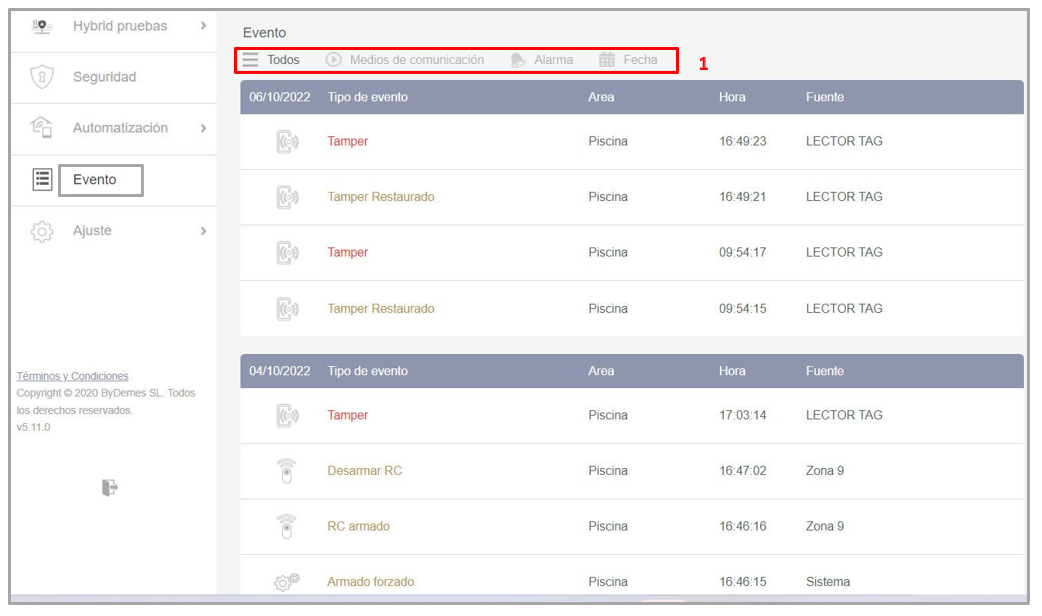 Hybrid pruebas
Seguridad
Automatización
Evento
Ajuste
Términos y Condiciones
Copyright © 2020 ByDemes SL. Todos
los derechos reservados.
v5.11.0
Evento
Todos Medios de comunicación Alarma Fecha 1
06/10/2022 Tipo de evento Area Hora Fuente
Tamper Piscina 16:49:23 LECTOR TAG
Tamper Restaurado Piscina 16:49:21 LECTOR TAG
Tamper Piscina 09:54:17 LECTOR TAG
Tamper Restaurado Piscina 09:54:15 LECTOR TAG
04/10/2022 Tipo de evento Area Hora Fuente
Tamper Piscina 17:03:14 LECTOR TAG
Desarmar RC Piscina 16:47:02 Zona 9
RC armado Piscina 16:46:16 Zona 9
Armado forzado Piscina 16:46:15 Sistema